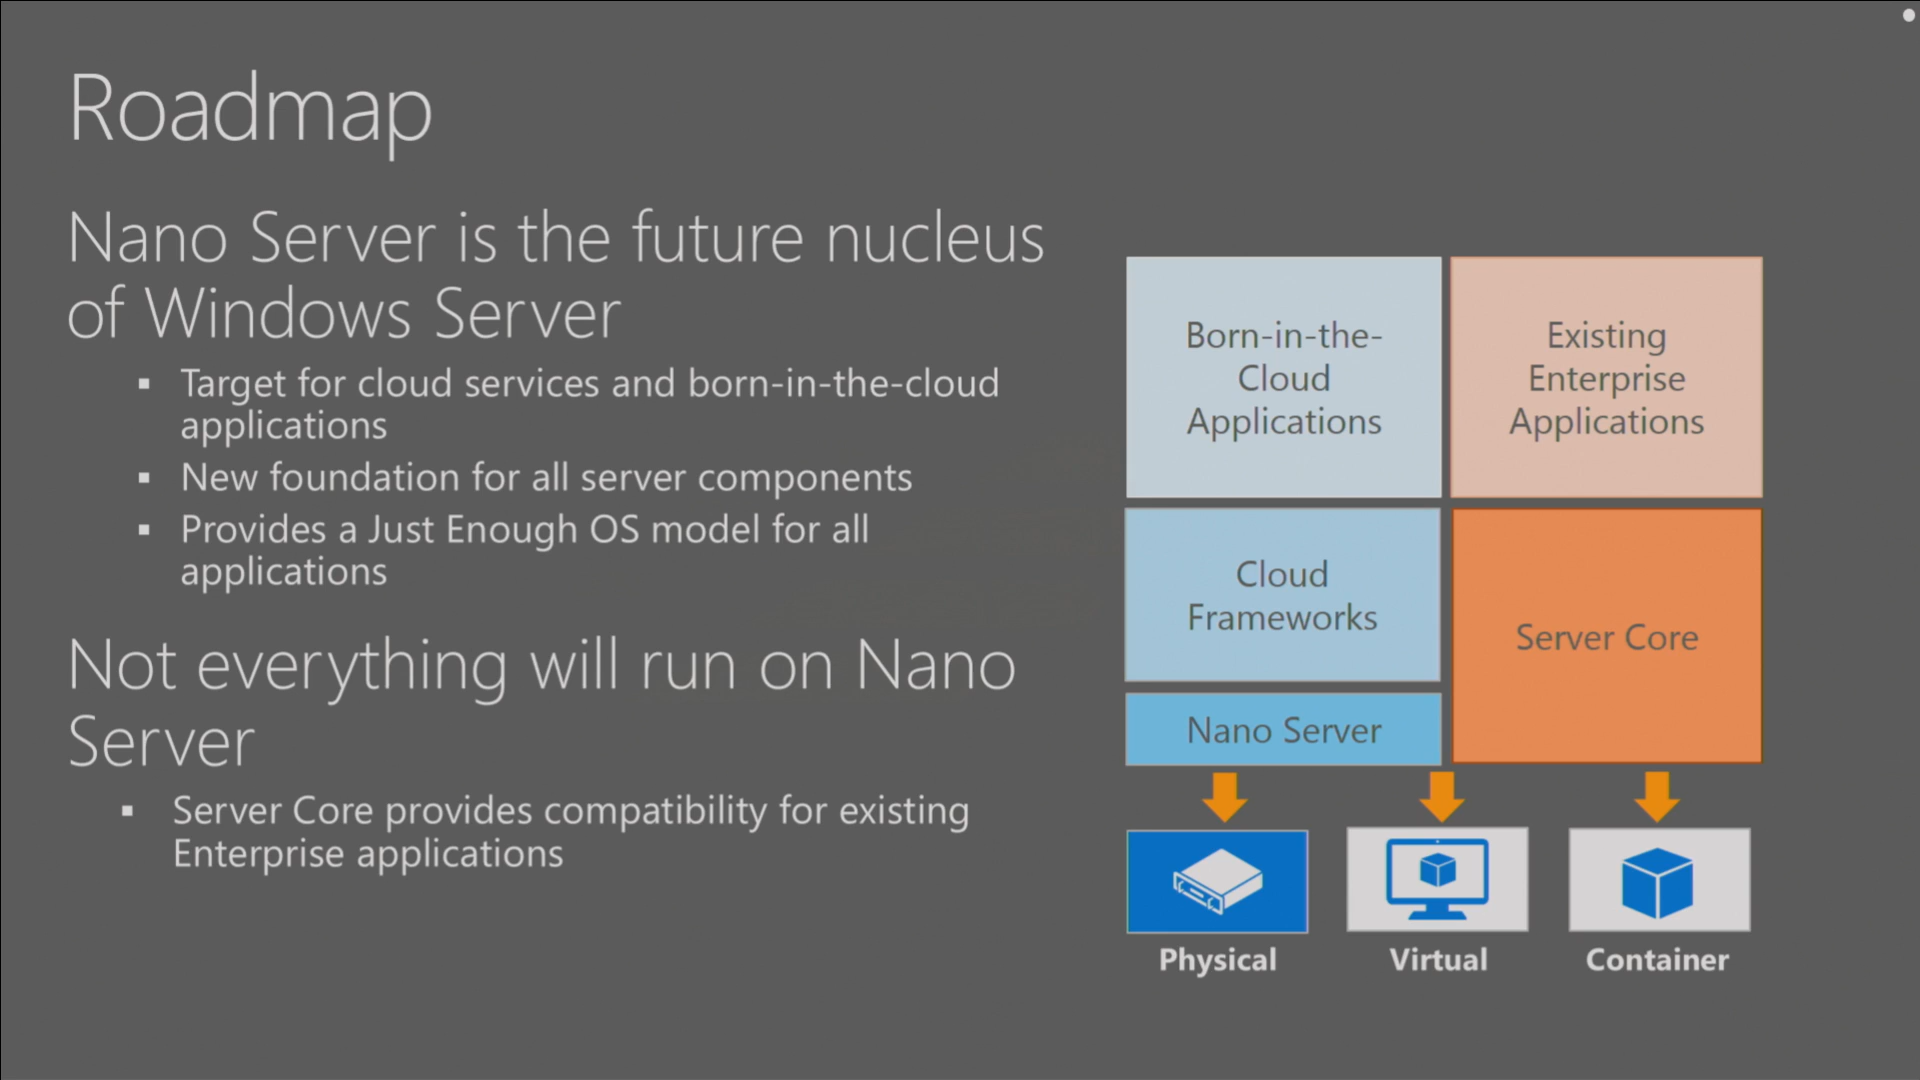 Roadmap
Nano Server is the future nucleus
of Windows Server
▪ Target for cloud services and born-in-the-cloud
applications
▪ New foundation for all server components
▪ Provides a Just Enough OS model for all
applications
Not everything will run on Nano
Server
▪ Server Core provides compatibility for existing
Enterprise applications
Born-in-the-
Cloud
Applications
Existing
Enterprise
Applications
Cloud
Frameworks
Server Core
Nano Server
Physical
Virtual
Container